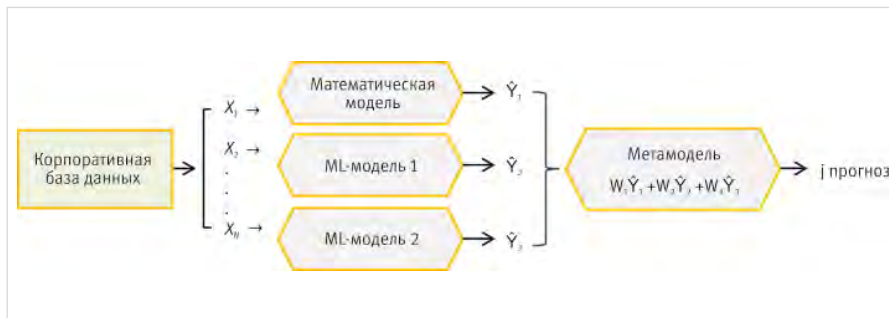 Корпоративная
база данных
X₁ →
X₂ →
.
.
.
Xₙ →
Математическая
модель
ML-модель 1
ML-модель 2
Ŷ₁
Ŷ₂
Ŷ₃
Метамодель
W₁Ŷ₁ +W₂Ŷ₂ +W₃Ŷ₃
j прогноз